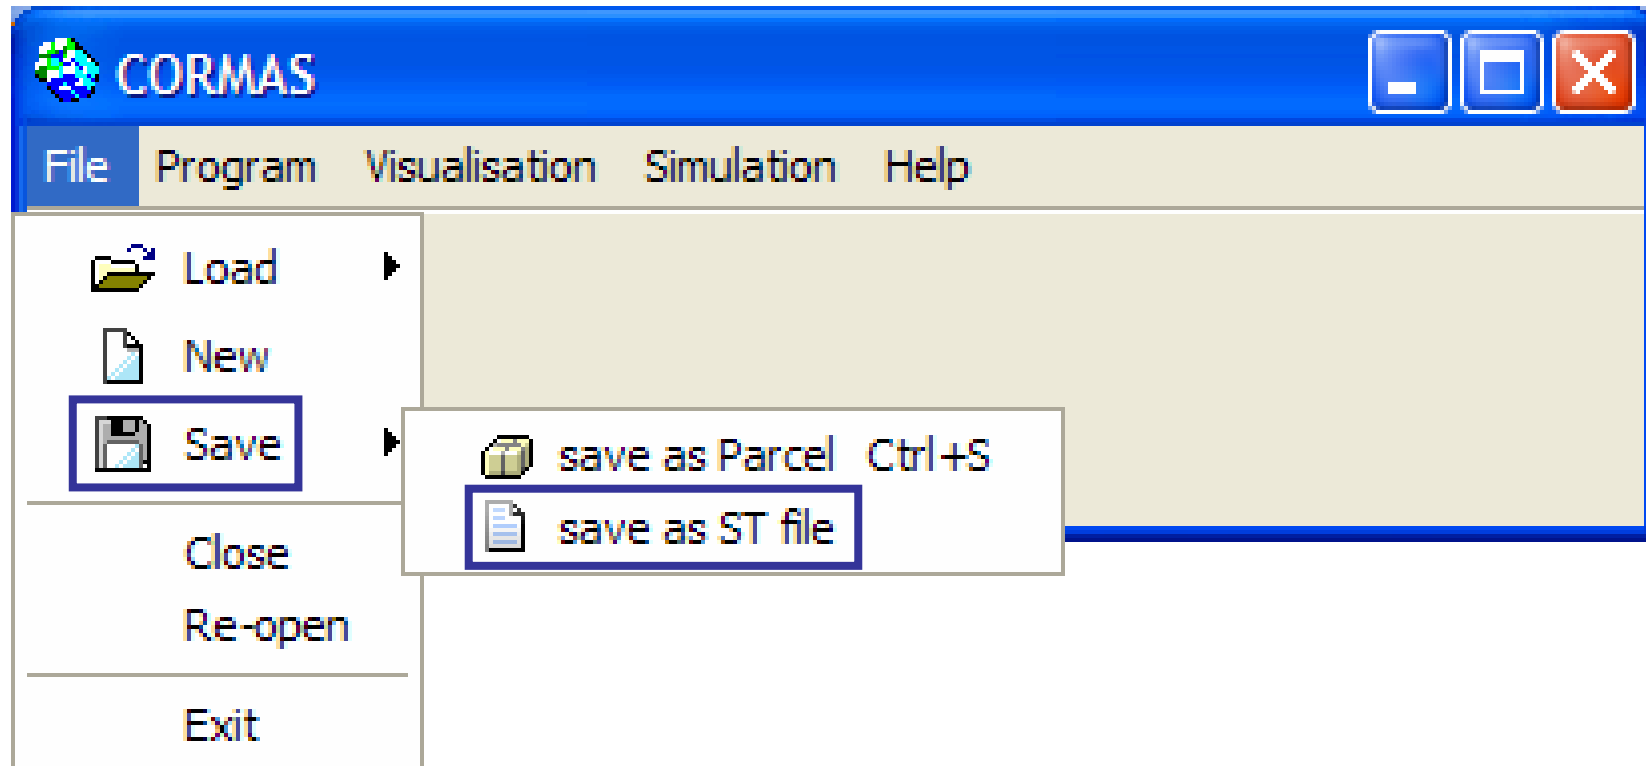 CORMAS
File Program Visualisation Simulation Help
Load
New
Save
save as Parcel Ctrl+S
save as ST file
Close
Re-open
Exit